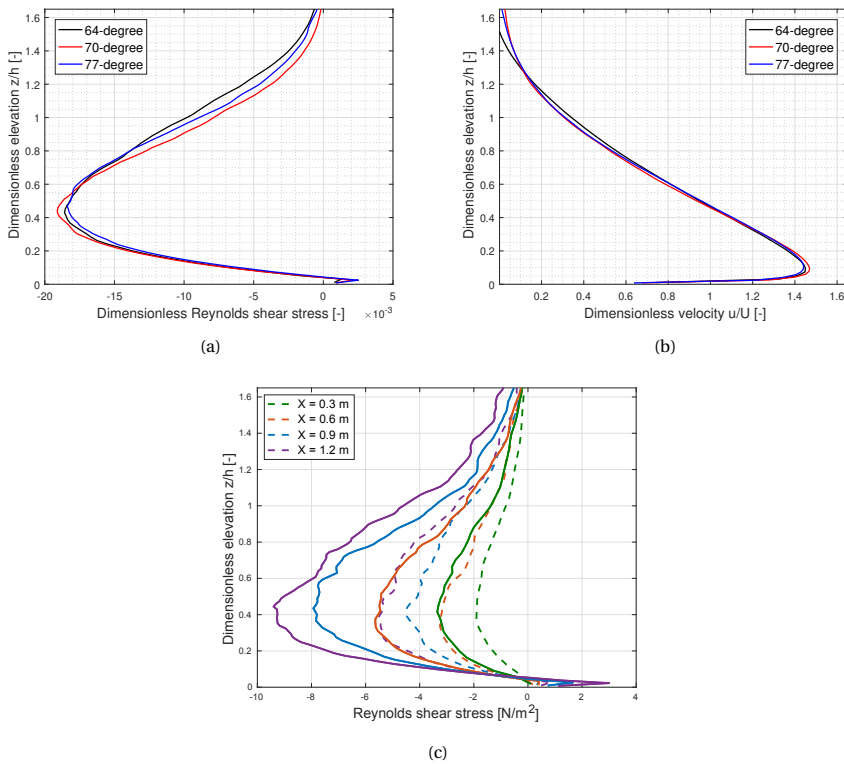 1.6
1.4
1.2
1
0.8
0.6
0.4
0.2
0
Dimensionless elevation z/h [-]
64-degree
70-degree
77-degree
-20 -15 -10 -5 0 5
Dimensionless Reynolds shear stress [-] ×10⁻³
(a)
1.6
1.4
1.2
1
0.8
0.6
0.4
0.2
0
Dimensionless elevation z/h [-]
64-degree
70-degree
77-degree
0.2 0.4 0.6 0.8 1.0 1.2 1.4 1.6
Dimensionless velocity u/U [-]
(b)
1.6
1.4
1.2
1
0.8
0.6
0.4
0.2
0
Dimensionless elevation z/h [-]
X = 0.3 m
X = 0.6 m
X = 0.9 m
X = 1.2 m
-10 -8 -6 -4 -2 0 2 4
Reynolds shear stress [N/m²]
(c)